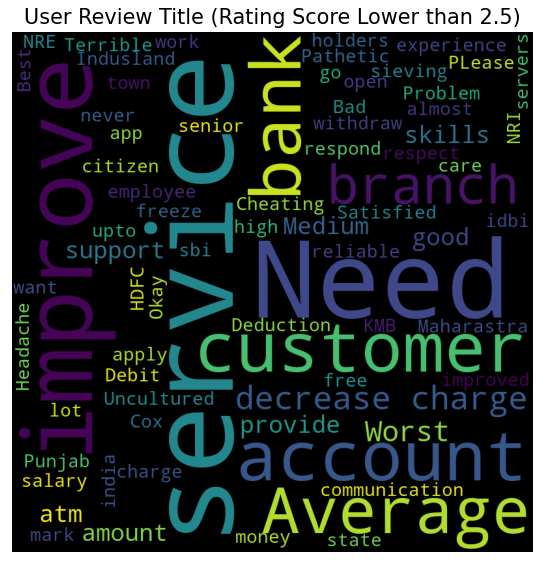 User Review Title (Rating Score Lower than 2.5)
NRE
Terrible
work
holders
experience
Best
Indusland
Pathetic
PLease
servers
town
go
sieving
open
Problem
never
senior
bank
Bad
almost
NRI
app
withdraw
skills
improve
service
citizen
respond
respect
care
employee
branch
freeze
Cheating
Satisfied
upto
high
Medium
idbi
support
sbi
good
reliable
want
HDFC
Okay
Need
Headache
Deduction
KMB
Maharastra
apply
customer
Debit
free
improved
lot
Uncultured
decrease charge
Cox
provide
Worst
Punjab
india
charge
account
salary
communication
atm
Average
mark
amount
money
state